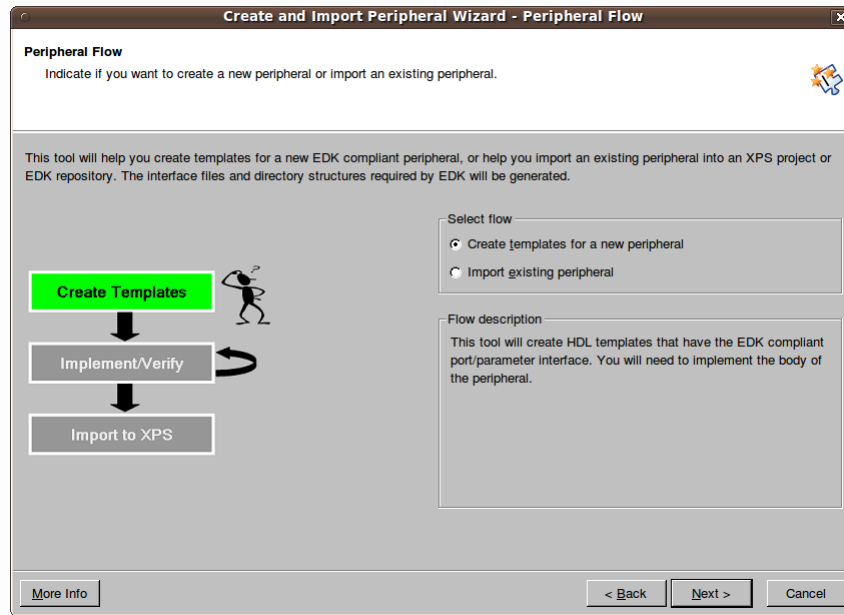 Create and Import Peripheral Wizard - Peripheral Flow
Peripheral Flow
Indicate if you want to create a new peripheral or import an existing peripheral.
This tool will help you create templates for a new EDK compliant peripheral, or help you import an existing peripheral into an XPS project or
EDK repository. The interface files and directory structures required by EDK will be generated.
Select flow
Create templates for a new peripheral
Import existing peripheral
Create Templates
?
Implement/Verify
Import to XPS
Flow description
This tool will create HDL templates that have the EDK compliant
port/parameter interface. You will need to implement the body of
the peripheral.
More Info
< Back
Next >
Cancel